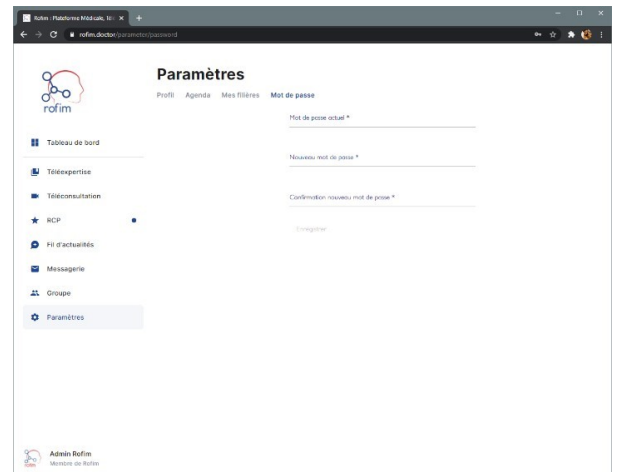 Rofim | Plateforme Médicale, Télé
rofim.doctor/parameter/password
rofim
Paramètres
Profil Agenda Mes filières Mot de passe
Mot de passe actuel *
Nouveau mot de passe *
Confirmation nouveau mot de passe *
Enregistrer
Tableau de bord
Téléexpertise
Téléconsultation
RCP
Fil d'actualités
Messagerie
Groupe
Paramètres
Admin Rofim
Membre de Rofim